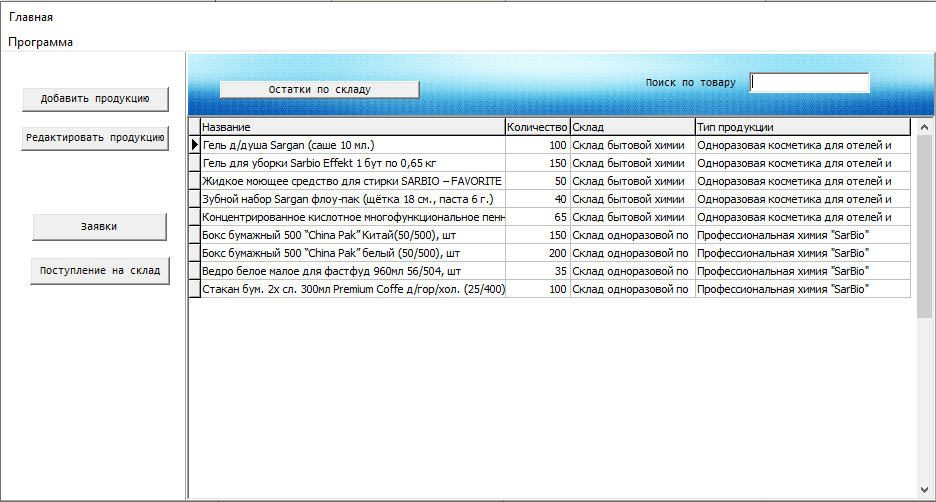 Главная
Программа
Добавить продукцию
Редактировать продукцию
Заявки
Поступление на склад
Остатки по складу
Поиск по товару
Название Количество Склад Тип продукции
Гель д/душа Sargan (саше 10 мл.) 100 Склад бытовой химии Одноразовая косметика для отелей и
Гель для уборки Sarbio Effekt 1 бут по 0,65 кг 150 Склад бытовой химии Одноразовая косметика для отелей и
Жидкое моющее средство для стирки SARBIO – FAVORITE 50 Склад бытовой химии Одноразовая косметика для отелей и
Зубной набор Sargan флоу-пак (щётка 18 см., паста 6 г.) 40 Склад бытовой химии Одноразовая косметика для отелей и
Концентрированное кислотное многофункциональное пенн 65 Склад бытовой химии Одноразовая косметика для отелей и
Бокс бумажный 500 "China Pak" Китай(50/500), шт 150 Склад одноразовой по Профессиональная химия "SarBio"
Бокс бумажный 500 "China Pak" белый (50/500), шт 200 Склад одноразовой по Профессиональная химия "SarBio"
Ведро белое малое для фастфуд 960мл 56/504, шт 35 Склад одноразовой по Профессиональная химия "SarBio"
Стакан бум. 2х сл. 300мл Premium Coffe д/гор/хол. (25/400) 100 Склад одноразовой по Профессиональная химия "SarBio"